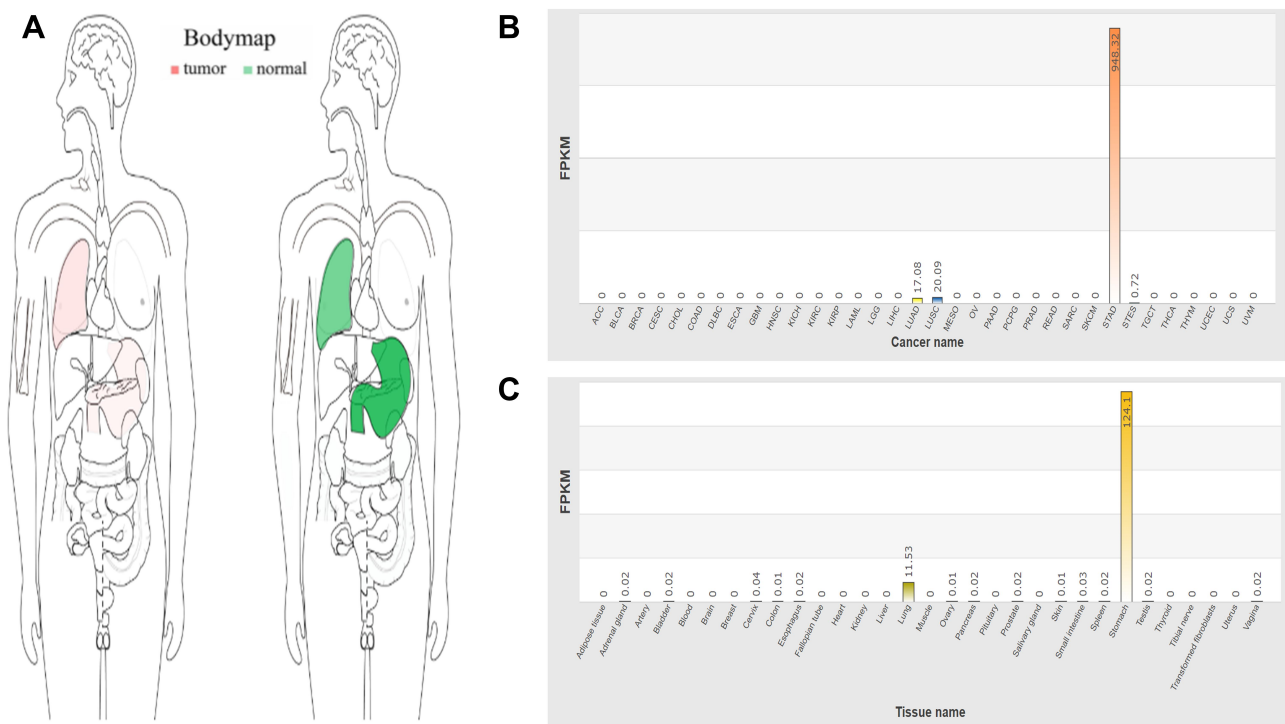 A
Bodymap
tumor normal
B
FPKM
948.32
17.08
20.09
0.72
0 0 0 0 0 0 0 0 0 0 0 0 0 0 0 0 0 0 0 0 0 0 0 0 0 0 0 0 0 0
ACC BLCA BRCA CESC CHOL COAD DLBC ESCA GBM HNSC KICH KIRC KIRP LAML LGG LIHC LUAD LUSC MESO OV PAAD PCPG PRAD READ SARC SKCM STAD STES TGCT THCA THYM UCEC UCS UVM
Cancer name
C
FPKM
0 0.02 0 0.02 0 0 0 0.04 0.01 0.02 0 0 0 0 11.53 0 0.01 0.02 0 0.02 0 0.01 0.03 0.02 124.1 0.02 0 0 0 0 0.02
Adipose tissue Adrenal gland Artery Bladder Blood Brain Breast Cervix Colon Esophagus Fallopian tube Heart Kidney Liver Lung Muscle Ovary Pancreas Pituitary Prostate Salivary gland Skin Small intestine Spleen Stomach Testis Thyroid Tibial nerve Transformed fibroblasts Uterus Vagina
Tissue name